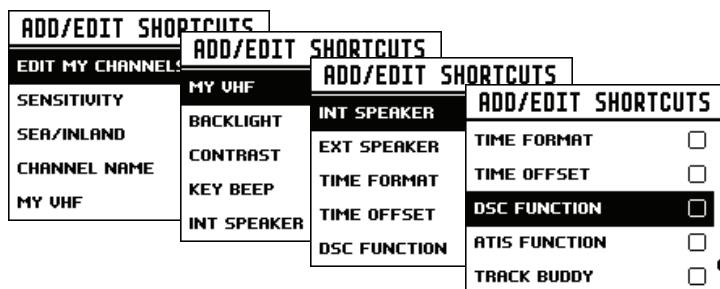 ADD/EDIT SHORTCUTS
EDIT MY CHANNELS
SENSITIVITY
SEA/INLAND
CHANNEL NAME
MY VHF
ADD/EDIT SHORTCUTS
MY VHF
BACKLIGHT
CONTRAST
KEY BEEP
INT SPEAKER
ADD/EDIT SHORTCUTS
INT SPEAKER
EXT SPEAKER
TIME FORMAT
TIME OFFSET
DSC FUNCTION
ADD/EDIT SHORTCUTS
TIME FORMAT
TIME OFFSET
DSC FUNCTION
ATIS FUNCTION
TRACK BUDDY